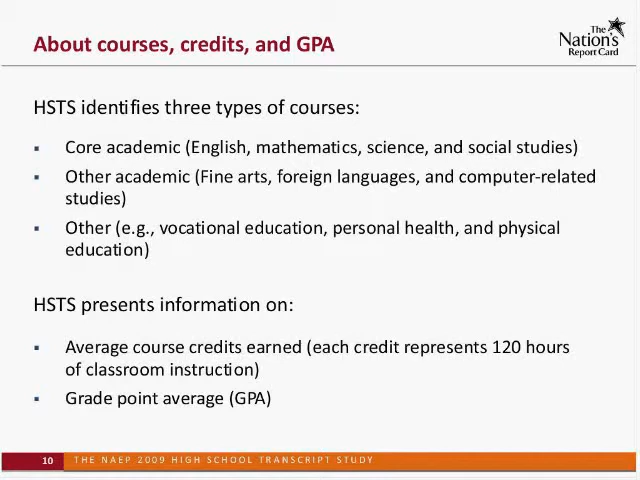 About courses, credits, and GPA
The
Nation's
Report Card
HSTS identifies three types of courses:
▪ Core academic (English, mathematics, science, and social studies)
▪ Other academic (Fine arts, foreign languages, and computer-related
studies)
▪ Other (e.g., vocational education, personal health, and physical
education)
HSTS presents information on:
▪ Average course credits earned (each credit represents 120 hours
of classroom instruction)
▪ Grade point average (GPA)
10 THE NAEP 2009 HIGH SCHOOL TRANSCRIPT STUDY